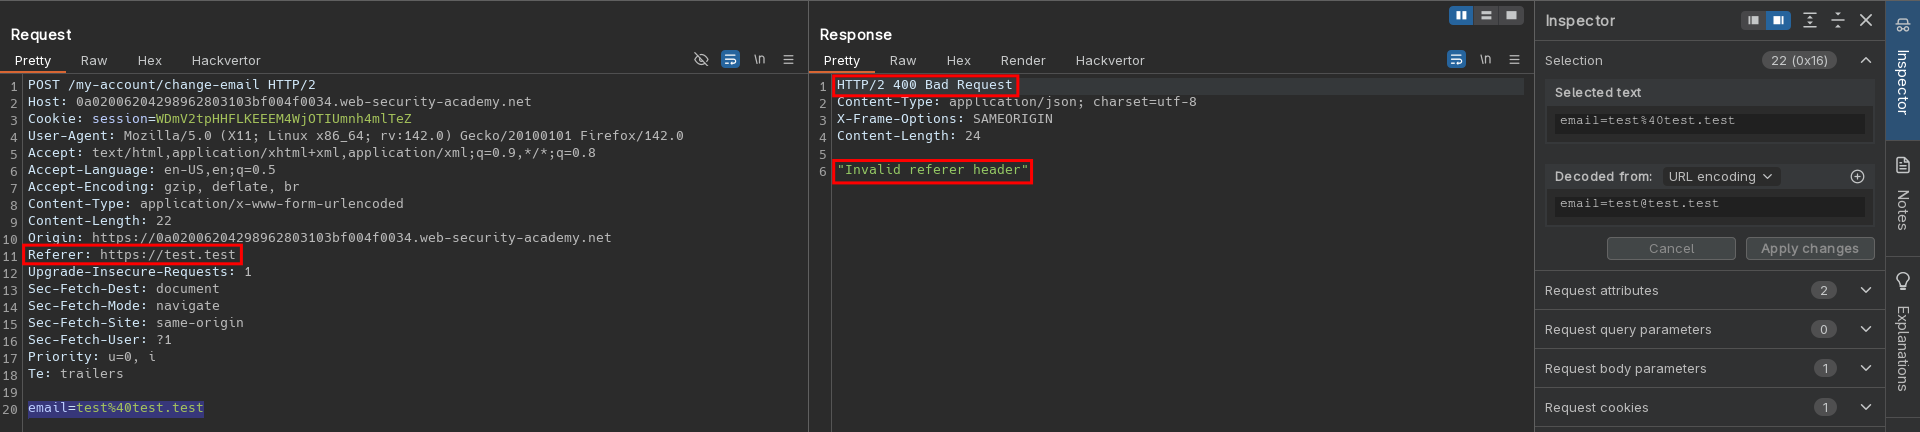 Request
Pretty Raw Hex Hackvertor \n
1 POST /my-account/change-email HTTP/2
2 Host: 0a02006204298962803103bf004f0034.web-security-academy.net
3 Cookie: session=WDmV2tpHHFLKEEEM4WjOTIUmnh4mlTeZ
4 User-Agent: Mozilla/5.0 (X11; Linux x86_64; rv:142.0) Gecko/20100101 Firefox/142.0
5 Accept: text/html,application/xhtml+xml,application/xml;q=0.9,*/*;q=0.8
6 Accept-Language: en-US,en;q=0.5
7 Accept-Encoding: gzip, deflate, br
8 Content-Type: application/x-www-form-urlencoded
9 Content-Length: 22
10 Origin: https://0a02006204298962803103bf004f0034.web-security-academy.net
11 Referer: https://test.test
12 Upgrade-Insecure-Requests: 1
13 Sec-Fetch-Dest: document
14 Sec-Fetch-Mode: navigate
15 Sec-Fetch-Site: same-origin
16 Sec-Fetch-User: ?1
17 Priority: u=0, i
18 Te: trailers
19
20 email=test%40test.test
Response
Pretty Raw Hex Render Hackvertor \n
1 HTTP/2 400 Bad Request
2 Content-Type: application/json; charset=utf-8
3 X-Frame-Options: SAMEORIGIN
4 Content-Length: 24
5
6 "Invalid referer header"
Inspector
Selection 22 (0x16)
Selected text
email=test%40test.test
Decoded from: URL encoding
email=test@test.test
Cancel Apply changes
Request attributes 2
Request query parameters 0
Request body parameters 1
Request cookies 1
Inspector
Notes
Explanations